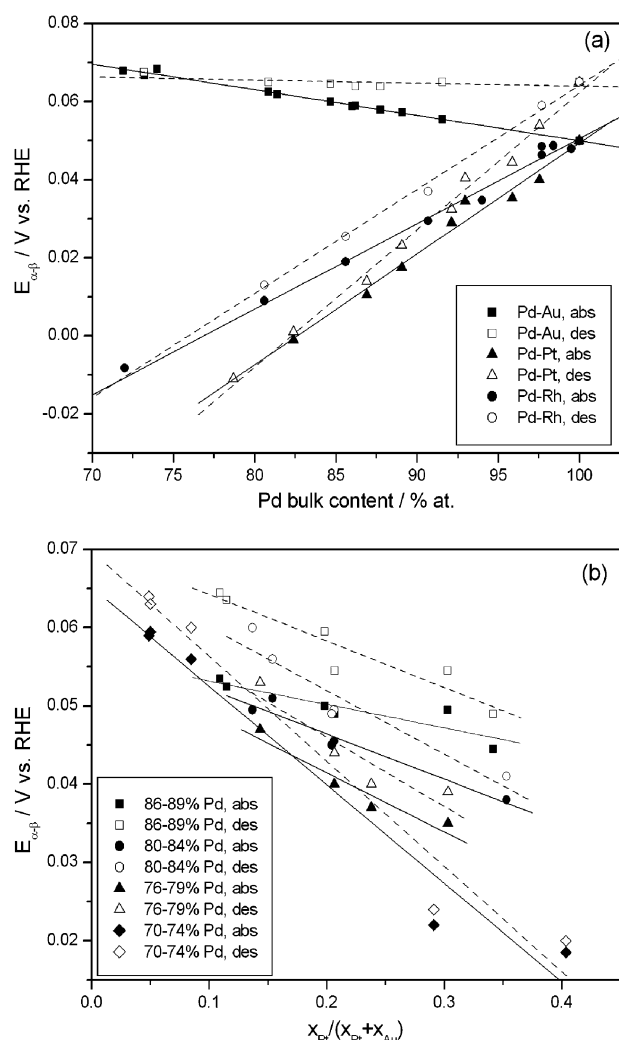 (a)
0.08
0.06
0.04
0.02
0.00
-0.02
E α-β / V vs. RHE
Pd-Au, abs
Pd-Au, des
Pd-Pt, abs
Pd-Pt, des
Pd-Rh, abs
Pd-Rh, des
70 75 80 85 90 95 100
Pd bulk content / % at.
(b)
0.07
0.06
0.05
0.04
0.03
0.02
E α-β / V vs. RHE
86-89% Pd, abs
86-89% Pd, des
80-84% Pd, abs
80-84% Pd, des
76-79% Pd, abs
76-79% Pd, des
70-74% Pd, abs
70-74% Pd, des
0.0 0.1 0.2 0.3 0.4
x Pt /(x Pt +x Au )